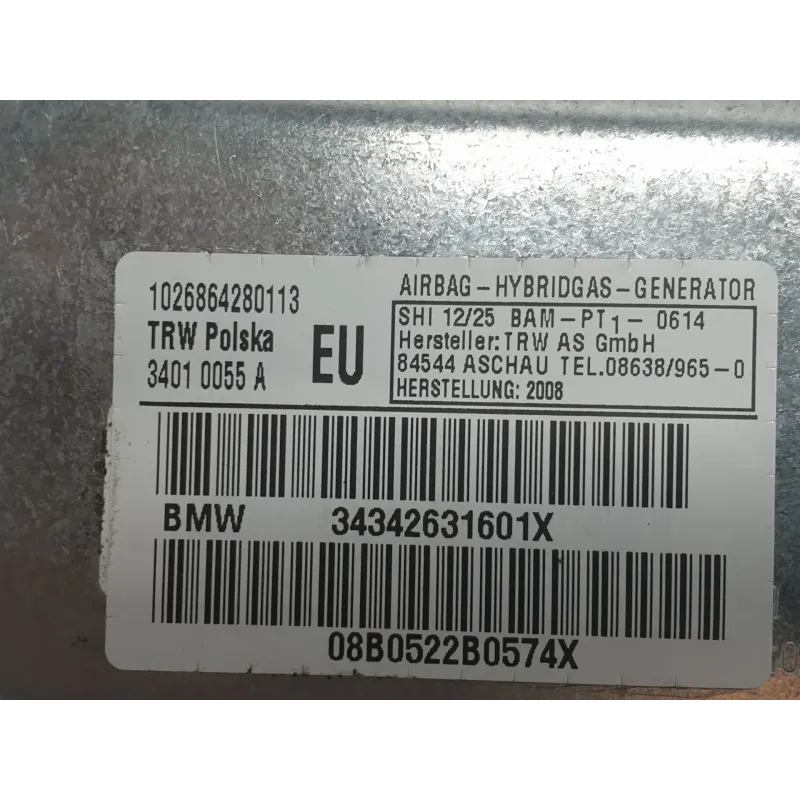 1026864280113
TRW Polska
3401 0055 A
EU
AIRBAG-HYBRIDGAS-GENERATOR
SHI 12/25 BAM-PT1- 0614
Hersteller: TRW AS GmbH
84544 ASCHAU TEL.08638/965-0
HERSTELLUNG: 2008
BMW 34342631601X
08B0522B0574X